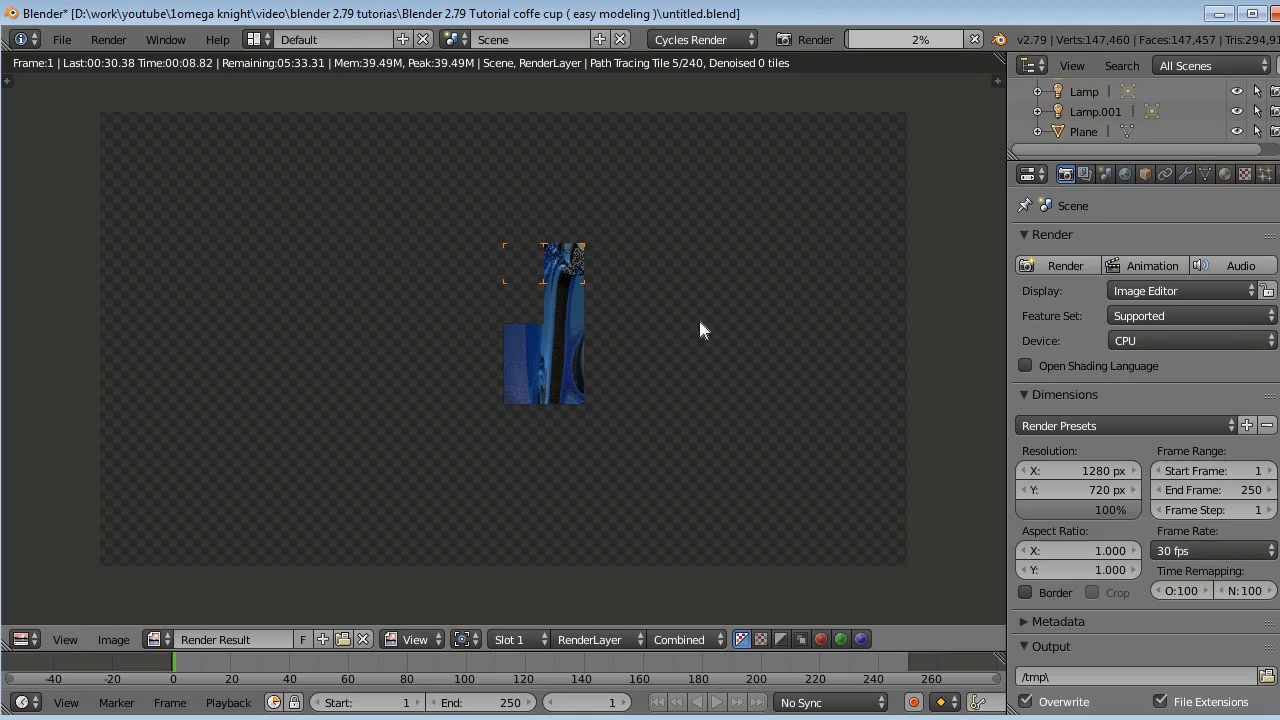 Blender* [D:\work\youtube\1omega knight\video\blender 2.79 tutorias\Blender 2.79 Tutorial coffe cup ( easy modeling )\untitled.blend]
File Render Window Help Default Scene Cycles Render Render 2% v2.79 | Verts:147,460 | Faces:147,457 | Tris:294,91
Frame:1 | Last:00:30.38 Time:00:08.82 | Remaining:05:33.31 | Mem:39.49M, Peak:39.49M | Scene, RenderLayer | Path Tracing Tile 5/240, Denoised 0 tiles
View Search All Scenes
Lamp
Lamp.001
Plane
Scene
Render
Render Animation Audio
Display: Image Editor
Feature Set: Supported
Device: CPU
Open Shading Language
Dimensions
Render Presets
Resolution: Frame Range:
X: 1280 px Start Frame: 1
Y: 720 px End Frame: 250
100% Frame Step: 1
Aspect Ratio: Frame Rate:
X: 1.000 30 fps
Y: 1.000 Time Remapping:
Border Crop O:100 N:100
Metadata
Output
/tmp\
Overwrite File Extensions
View Image Render Result F View Slot 1 RenderLayer Combined
-40 -20 0 20 40 60 80 100 120 140 160 180 200 220 240 260
View Marker Frame Playback Start: 1 End: 250 1 No Sync